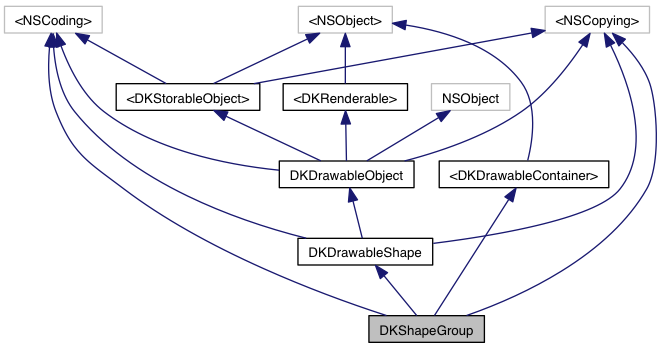 <NSCoding>
<NSObject>
<NSCopying>
<DKStorableObject>
<DKRenderable>
NSObject
DKDrawableObject
<DKDrawableContainer>
DKDrawableShape
DKShapeGroup